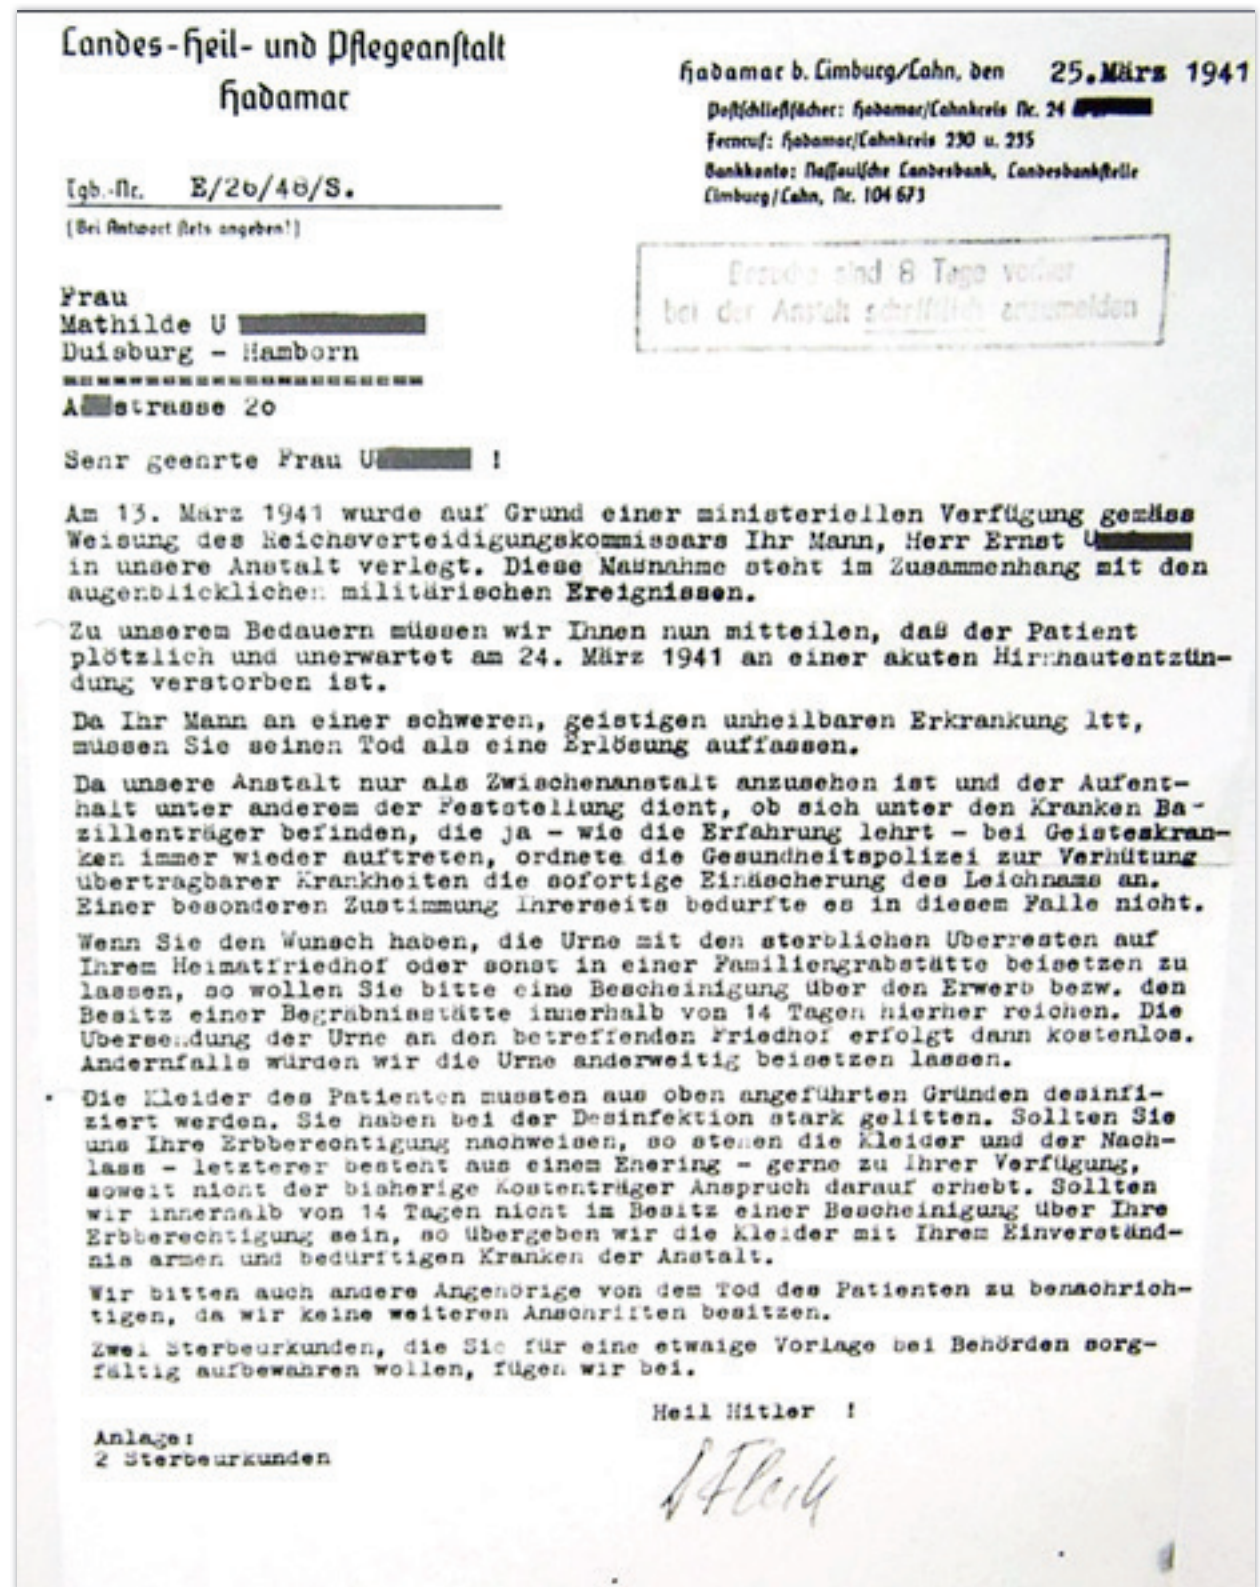 Landes-Heil- und Pflegeanstalt
Hadamar
Hadamar b. Limburg/Lahn, den 25.März 1941
Postschließfächer: Hadamar/Lahnkreis Nr. 24
Fernruf: Hadamar/Lahnkreis 230 u. 235
Bankkonto: Nassauische Landesbank, Landesbankstelle
Limburg/Lahn, Nr. 104 673
Tgb.-Nr. E/26/46/S.
(Bei Antwort stets angeben!)
Besuche sind 8 Tage vorher
bei der Anstalt schriftlich anzumelden
Frau
Mathilde U
Duisburg - Hamborn
A strasse 2o
Sehr geehrte Frau U !
Am 13. März 1941 wurde auf Grund einer ministeriellen Verfügung gemäss
Weisung des Reichsverteidigungskommissars Ihr Mann, Herr Ernst U
in unsere Anstalt verlegt. Diese Maßnahme steht im Zusammenhang mit den
augenblicklichen militärischen Ereignissen.
Zu unserem Bedauern müssen wir Ihnen nun mitteilen, daß der Patient
plötzlich und unerwartet am 24. März 1941 an einer akuten Hirnhautentzün-
dung verstorben ist.
Da Ihr Mann an einer schweren, geistigen unheilbaren Erkrankung ltt,
müssen Sie seinen Tod als eine Erlösung auffassen.
Da unsere Anstalt nur als Zwischenanstalt anzusehen ist und der Aufent-
halt unter anderem der Feststellung dient, ob sich unter den Kranken Ba-
zillenträger befinden, die ja - wie die Erfahrung lehrt - bei Geisteskran-
ken immer wieder auftreten, ordnete die Gesundheitspolizei zur Verhütung
übertragbarer Krankheiten die sofortige Einäscherung des Leichnams an.
Einer besonderen Zustimmung Ihrerseits bedurfte es in diesem Falle nicht.
Wenn Sie den Wunsch haben, die Urne mit den sterblichen Überresten auf
Ihrem Heimatfriedhof oder sonst in einer Familiengrabstätte beisetzen zu
lassen, so wollen Sie bitte eine Bescheinigung über den Erwerb bezw. den
Besitz einer Begräbnisstätte innerhalb von 14 Tagen hierher reichen. Die
Übersendung der Urne an den betreffenden Friedhof erfolgt dann kostenlos.
Andernfalls würden wir die Urne anderweitig beisetzen lassen.
Die Kleider des Patienten mussten aus oben angeführten Gründen desinfi-
ziert werden. Sie haben bei der Desinfektion stark gelitten. Sollten Sie
uns Ihre Erbberechtigung nachweisen, so stehen die Kleider und der Nach-
lass - letzterer besteht aus einem Ehering - gerne zu Ihrer Verfügung,
soweit nicht der bisherige Kostenträger Anspruch darauf erhebt. Sollten
wir innerhalb von 14 Tagen nicht im Besitz einer Bescheinigung über Ihre
Erbberechtigung sein, so übergeben wir die Kleider mit Ihrem Einverständ-
nis armen und bedürftigen Kranken der Anstalt.
Wir bitten auch andere Angehörige von dem Tod des Patienten zu benachrich-
tigen, da wir keine weiteren Anschriften besitzen.
Zwei Sterbeurkunden, die Sie für eine etwaige Vorlage bei Behörden sorg-
fältig aufbewahren wollen, fügen wir bei.
Heil Hitler !
Anlage:
2 Sterbeurkunden